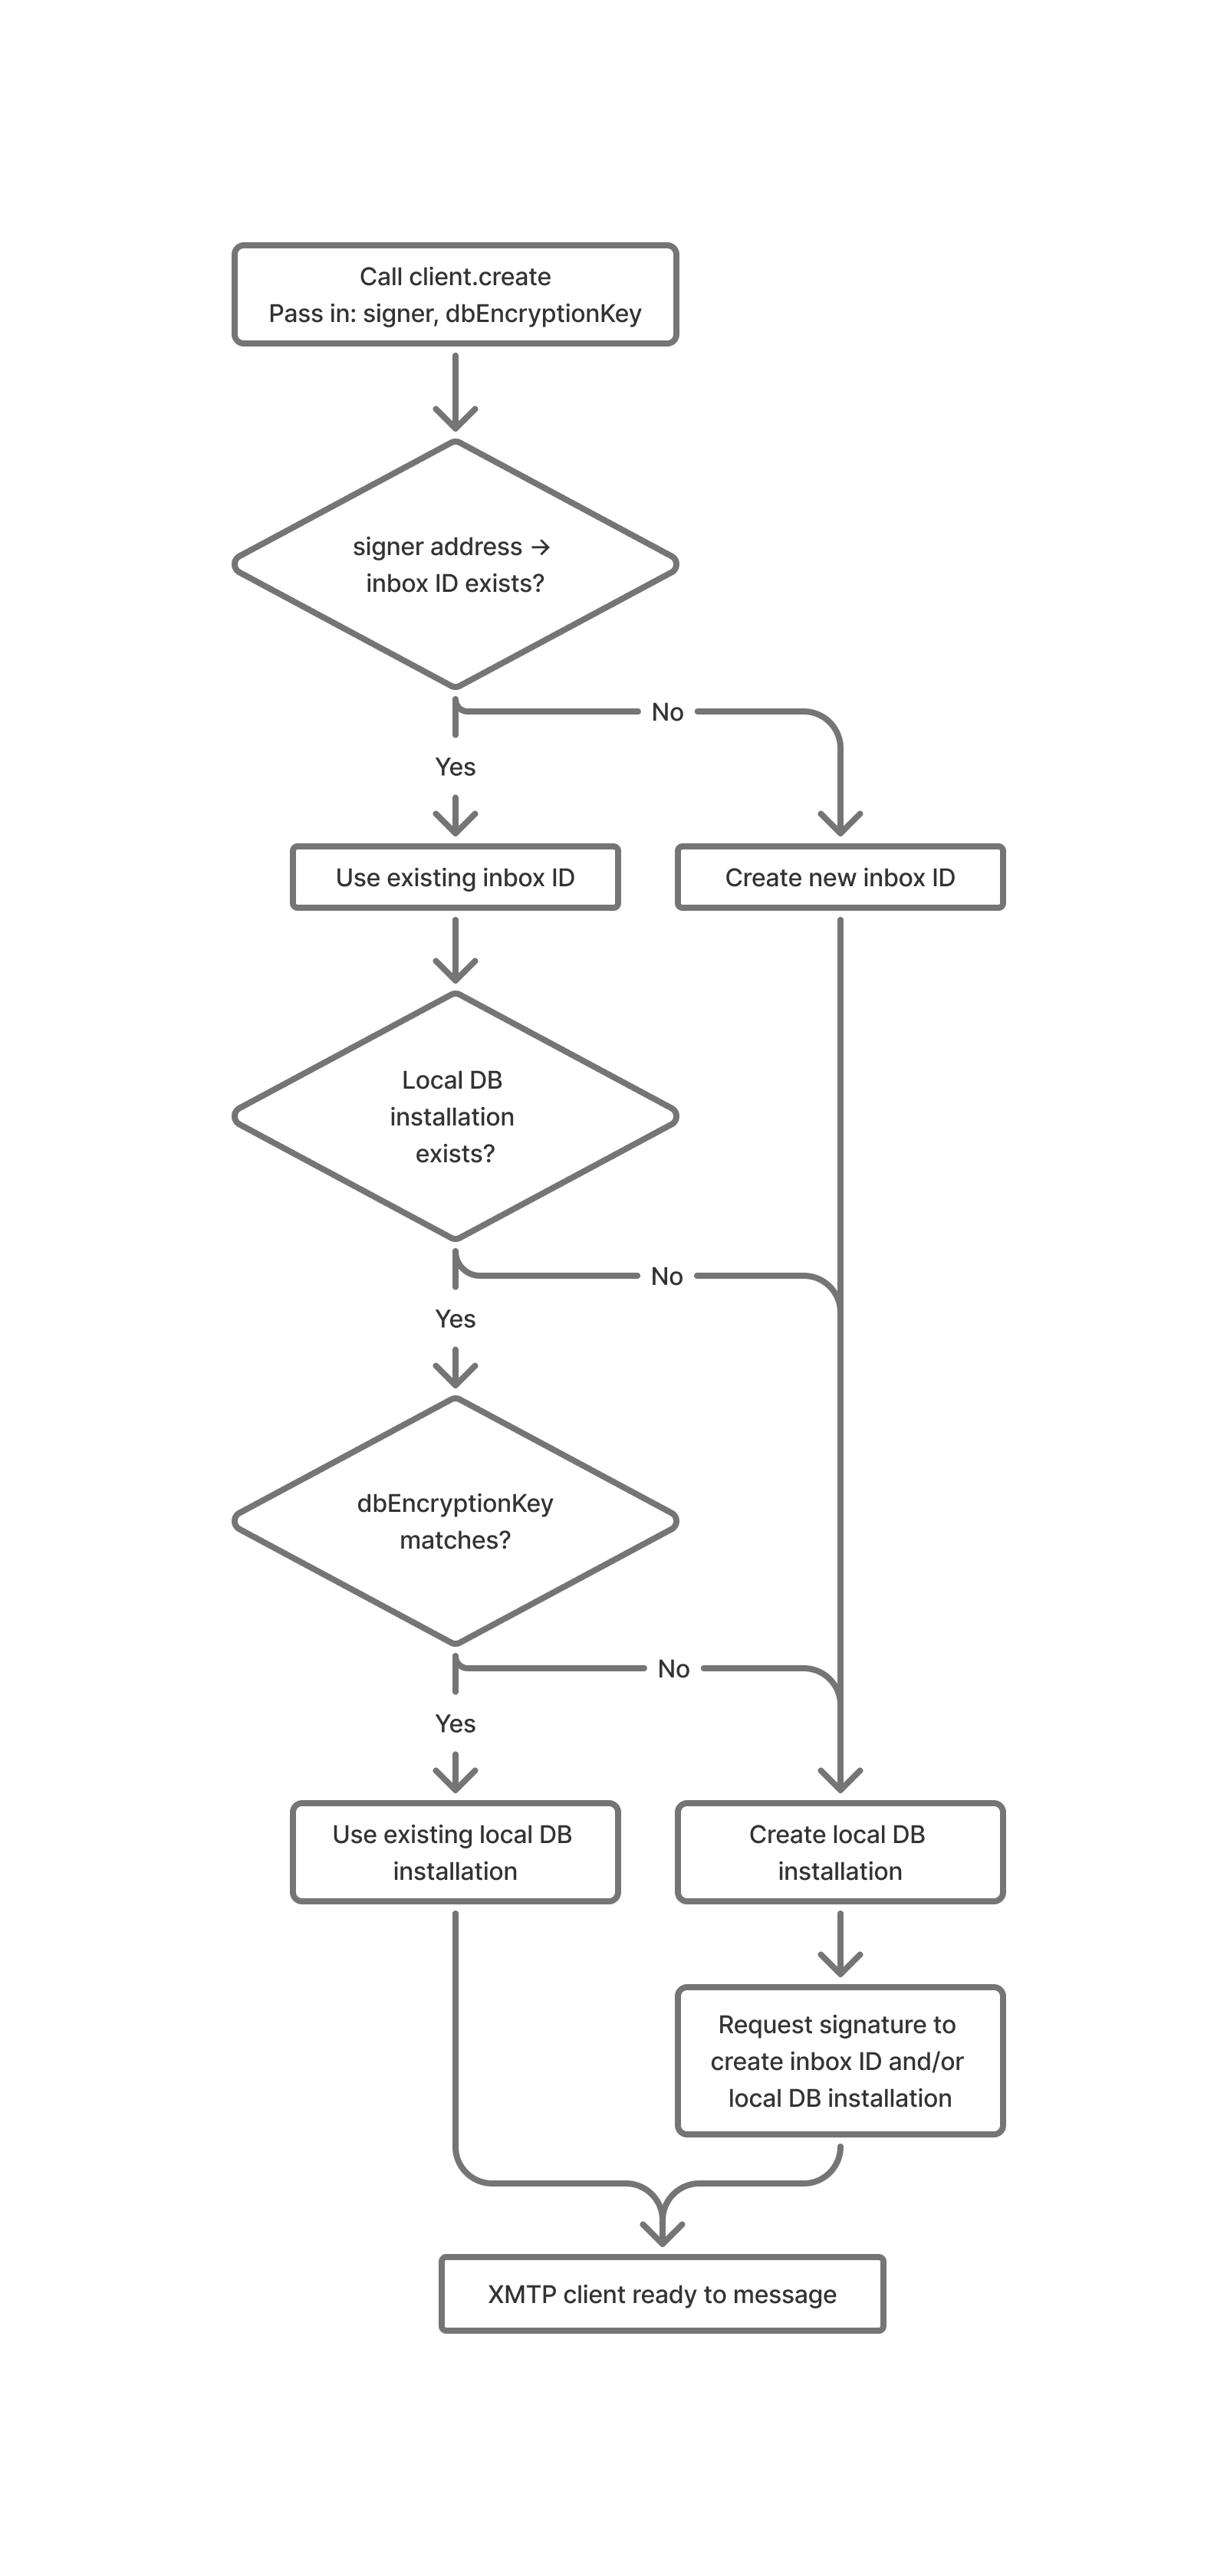 Call client.create
Pass in: signer, dbEncryptionKey
signer address →
inbox ID exists?
No
Yes
Use existing inbox ID
Create new inbox ID
Local DB
installation
exists?
No
Yes
dbEncryptionKey
matches?
No
Yes
Use existing local DB
installation
Create local DB
installation
Request signature to
create inbox ID and/or
local DB installation
XMTP client ready to message